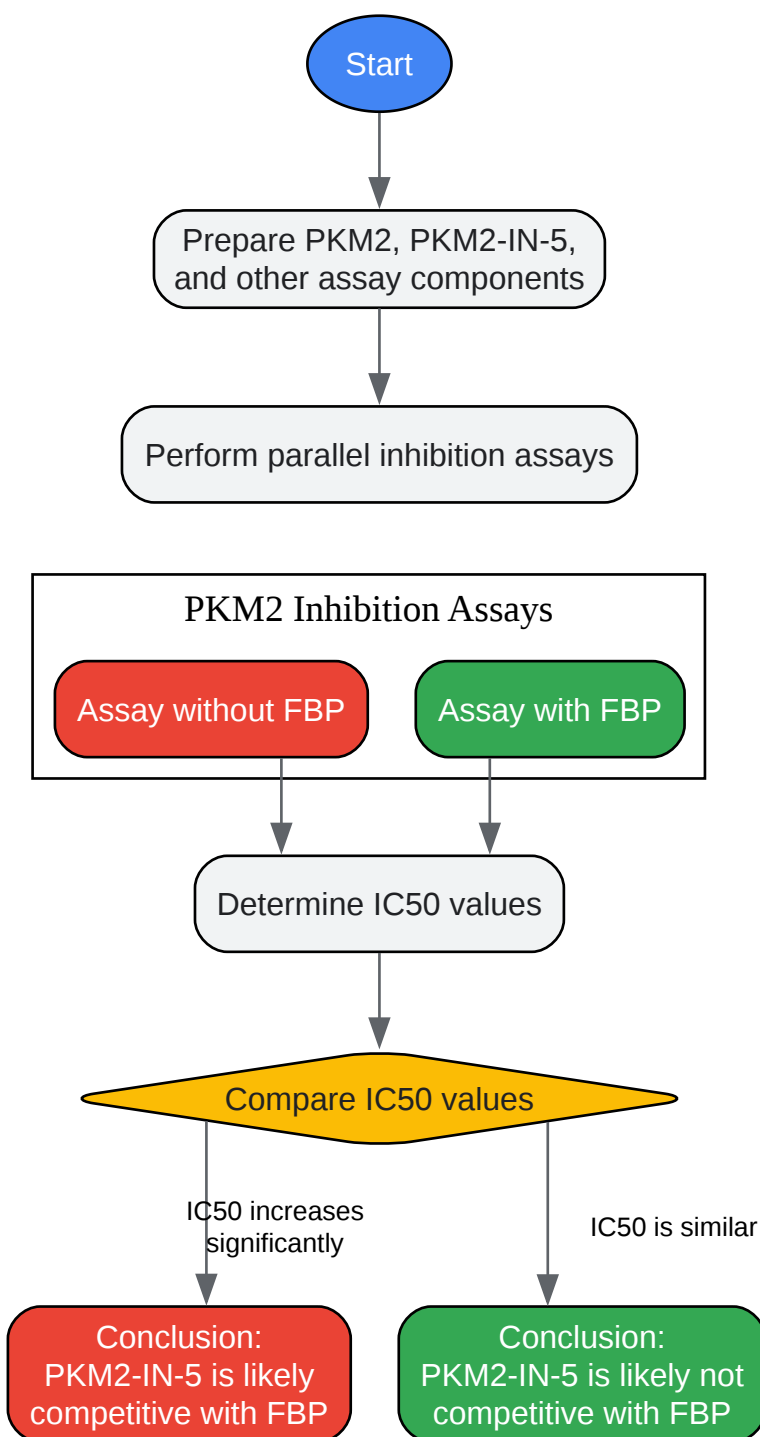 Start
Prepare PKM2, PKM2-IN-5,
and other assay components
Perform parallel inhibition assays
PKM2 Inhibition Assays
Assay without FBP
Assay with FBP
Determine IC50 values
Compare IC50 values
IC50 increases
significantly
IC50 is similar
Conclusion:
PKM2-IN-5 is likely
competitive with FBP
Conclusion:
PKM2-IN-5 is likely not
competitive with FBP